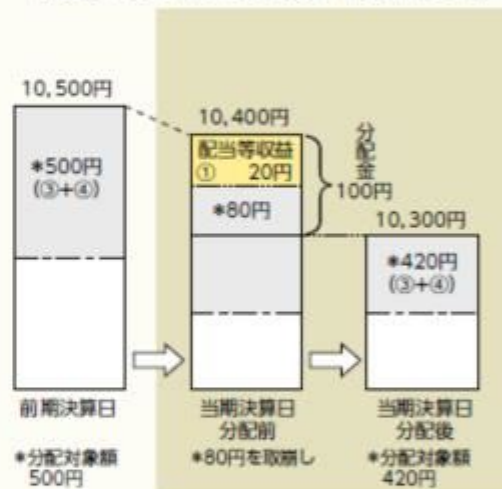 10,500円
*500円
(③+④)
前期決算日
*分配対象額
500円
10,400円
配当等収益
① 20円
*80円
分配金
100円
当期決算日
分配前
*80円を取崩し
10,300円
*420円
(③+④)
当期決算日
分配後
*分配対象額
420円